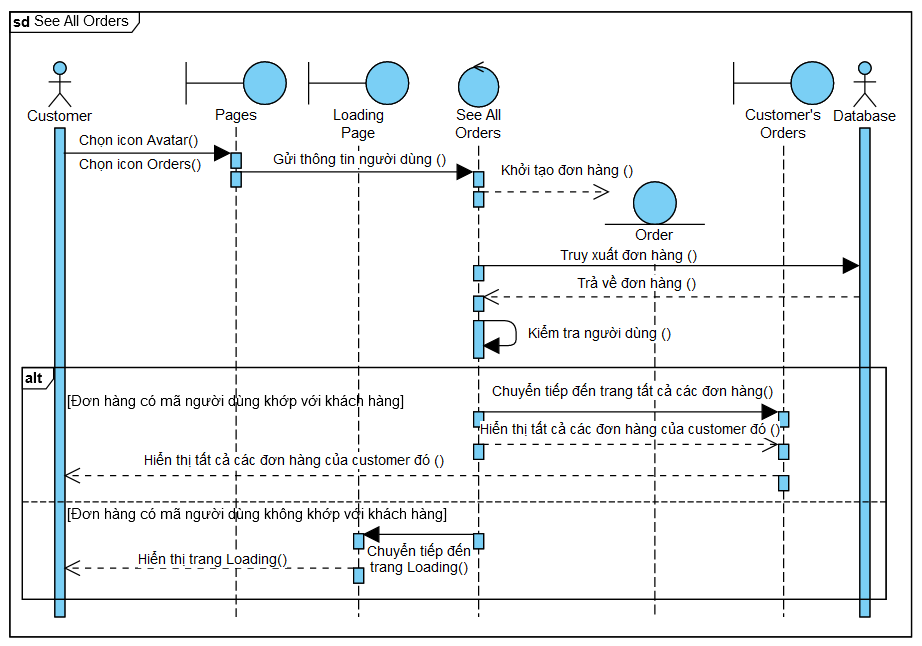 sd See All Orders
Customer
Pages
Loading
Page
See All
Orders
Customer's
Orders
Database
Chọn icon Avatar()
Chọn icon Orders()
Gửi thông tin người dùng ()
Khởi tạo đơn hàng ()
Order
Truy xuất đơn hàng ()
Trả về đơn hàng ()
Kiểm tra người dùng ()
alt
[Đơn hàng có mã người dùng khớp với khách hàng]
Chuyển tiếp đến trang tất cả các đơn hàng()
Hiển thị tất cả các đơn hàng của customer đó ()
Hiển thị tất cả các đơn hàng của customer đó ()
[Đơn hàng có mã người dùng không khớp với khách hàng]
Chuyển tiếp đến
trang Loading()
Hiển thị trang Loading()